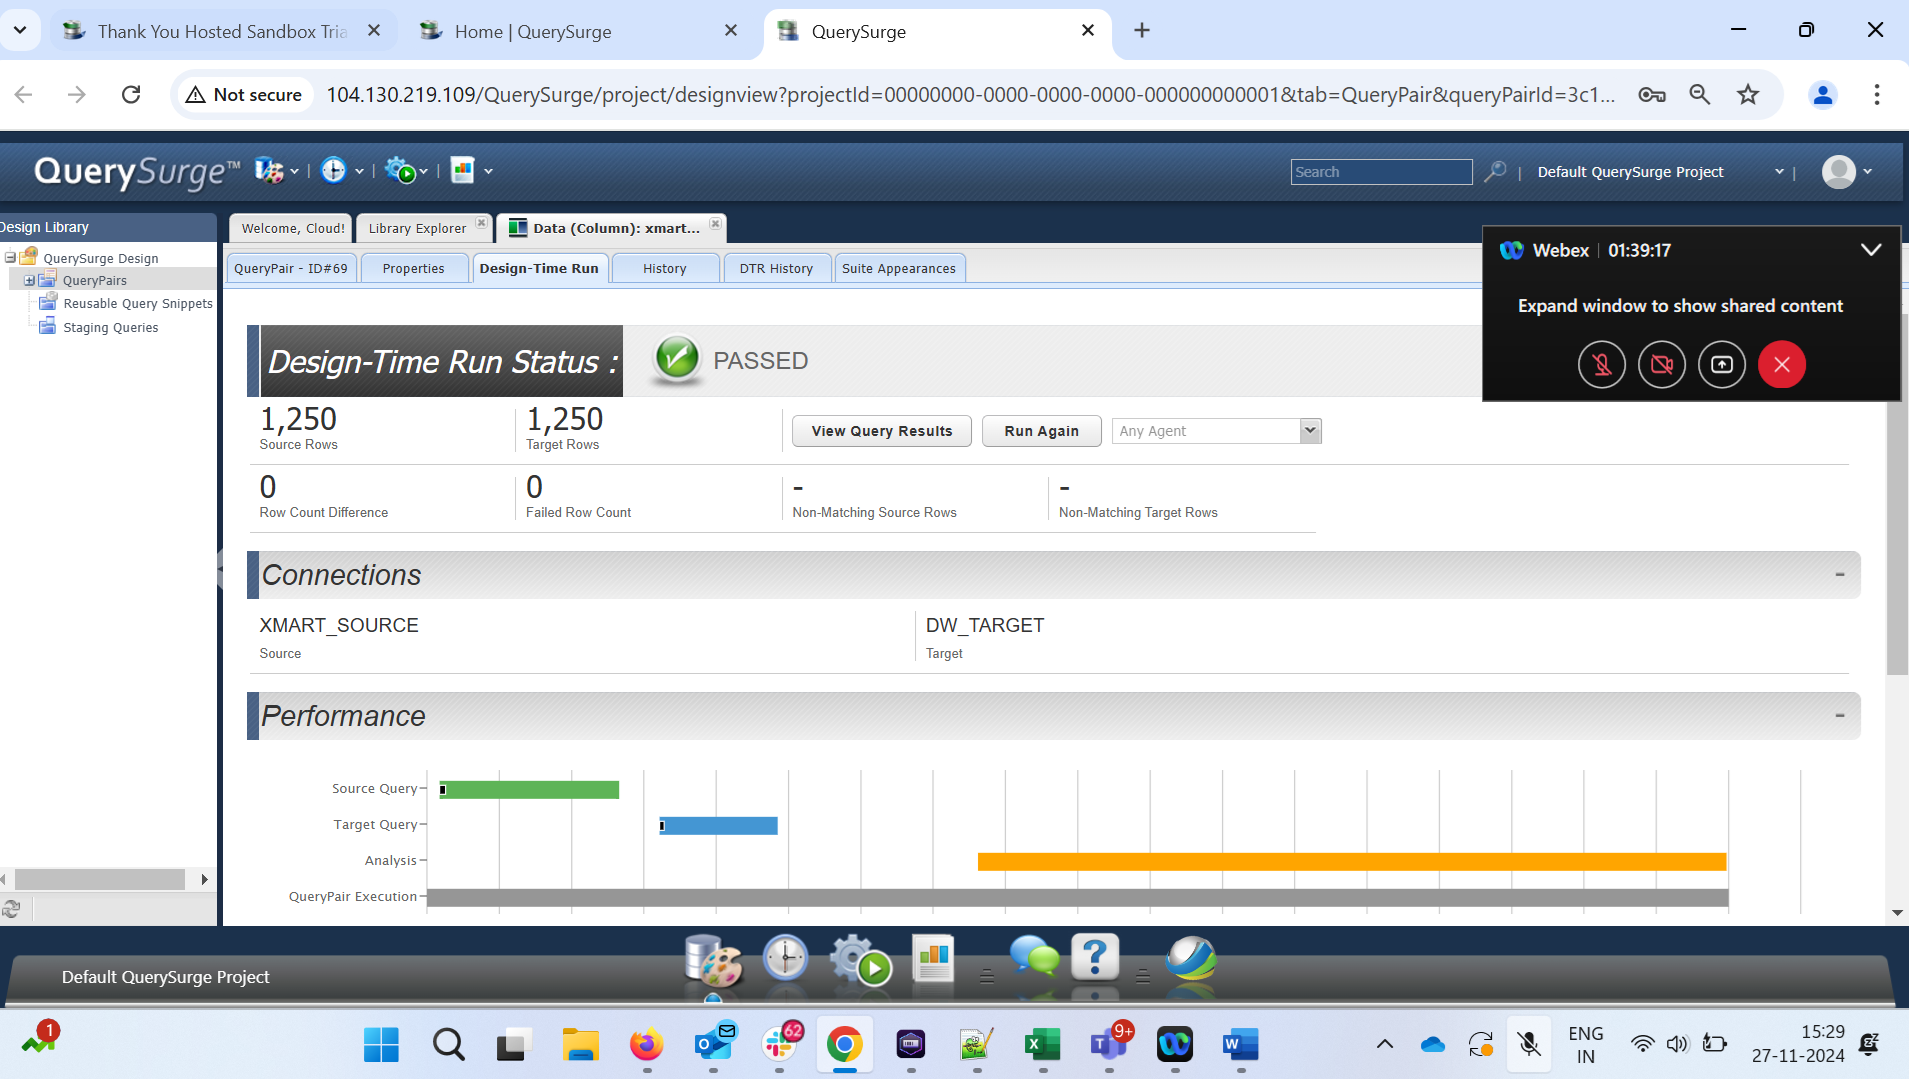 Thank You Hosted Sandbox Tria
Home | QuerySurge
QuerySurge
Not secure
104.130.219.109/QuerySurge/project/designview?projectId=00000000-0000-0000-0000-000000000001&tab=QueryPair&queryPairId=3c1...
QuerySurge™
Search
Default QuerySurge Project
Design Library
Welcome, Cloud!
Library Explorer
Data (Column): xmart...
QuerySurge Design
QueryPairs
Reusable Query Snippets
Staging Queries
QueryPair - ID#69
Properties
Design-Time Run
History
DTR History
Suite Appearances
Webex
01:39:17
Expand window to show shared content
Design-Time Run Status :
PASSED
1,250
Source Rows
1,250
Target Rows
View Query Results
Run Again
Any Agent
0
Row Count Difference
0
Failed Row Count
-
Non-Matching Source Rows
-
Non-Matching Target Rows
Connections
-
XMART_SOURCE
Source
DW_TARGET
Target
Performance
-
Source Query
Target Query
Analysis
QueryPair Execution
Default QuerySurge Project
1
62
9+
ENG
IN
15:29
27-11-2024